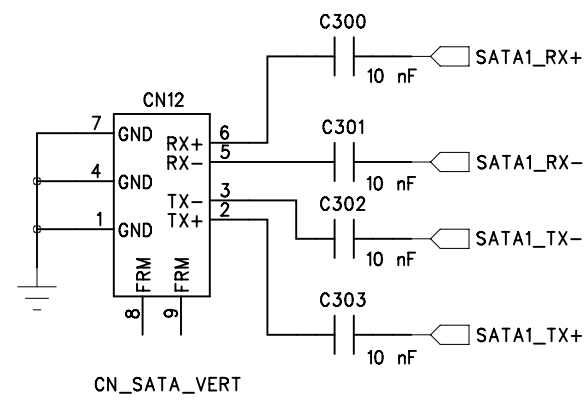 C300
10 nF
SATA1_RX+
CN12
7
GND
RX+
6
C301
RX-
5
10 nF
SATA1_RX-
4
GND
TX-
3
C302
TX+
2
10 nF
SATA1_TX-
1
GND
FRM
FRM
C303
8
9
10 nF
SATA1_TX+
CN_SATA_VERT